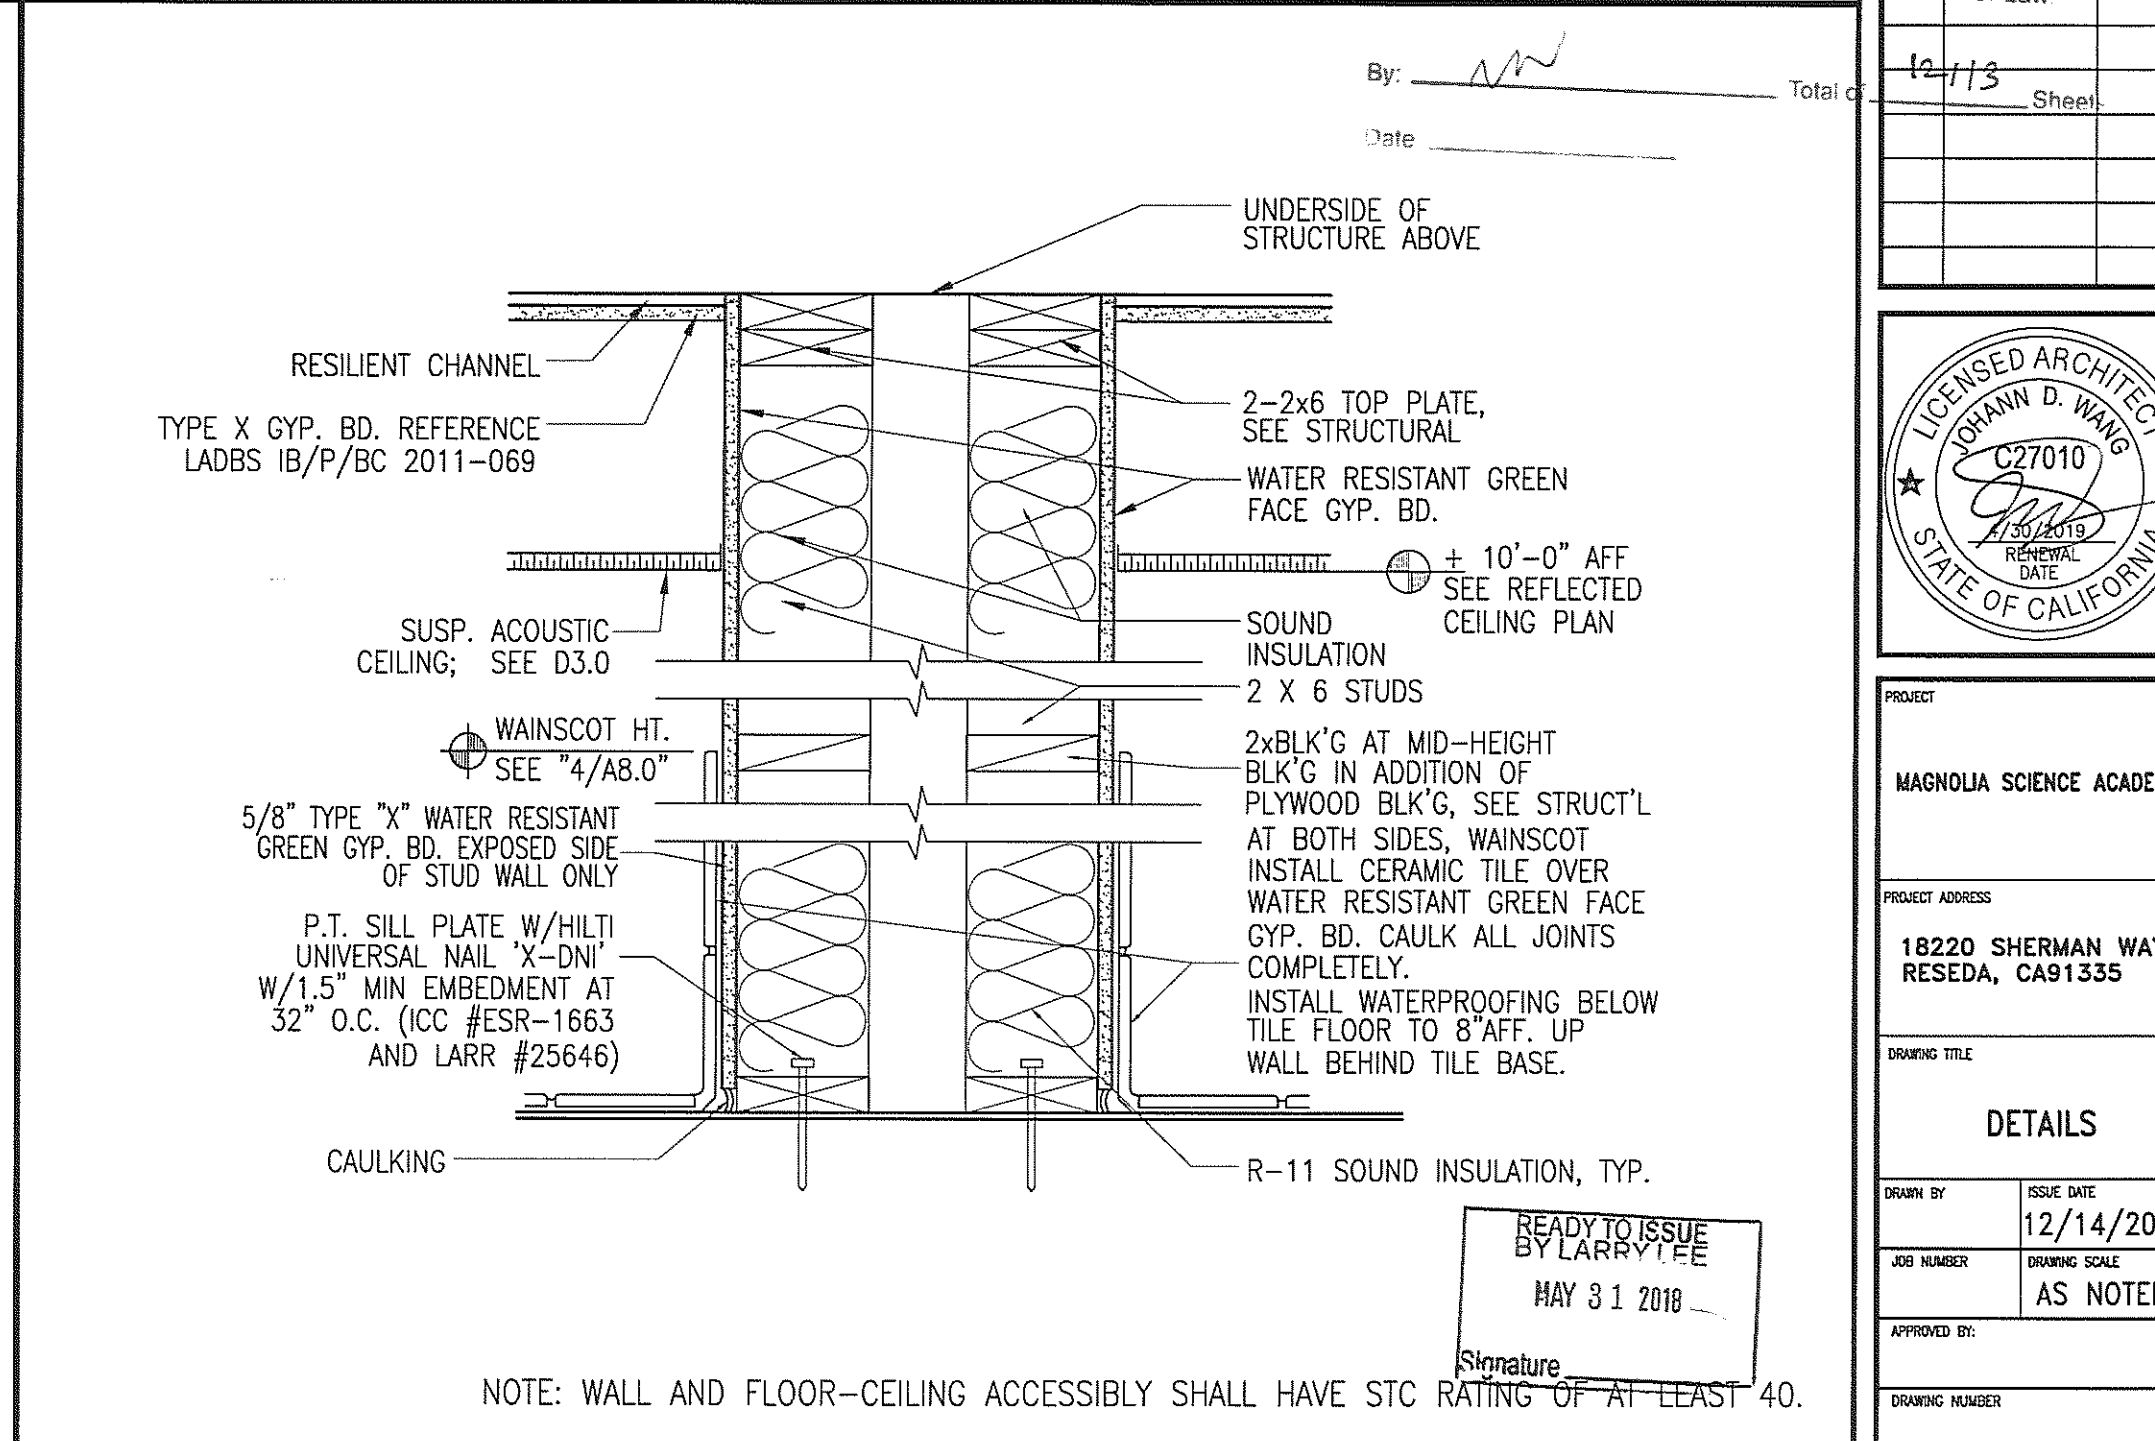 By:
Total of
12/13
Sheet
Date
UNDERSIDE OF
STRUCTURE ABOVE
RESILIENT CHANNEL
TYPE X GYP. BD. REFERENCE
LADBS IB/P/BC 2011-069
2-2x6 TOP PLATE,
SEE STRUCTURAL
WATER RESISTANT GREEN
FACE GYP. BD.
± 10'-0" AFF
SEE REFLECTED
CEILING PLAN
SUSP. ACOUSTIC
CEILING; SEE D3.0
SOUND
INSULATION
2 X 6 STUDS
WAINSCOT HT.
SEE "4/A8.0"
2xBLK'G AT MID-HEIGHT
BLK'G IN ADDITION OF
PLYWOOD BLK'G, SEE STRUCT'L
AT BOTH SIDES, WAINSCOT
INSTALL CERAMIC TILE OVER
WATER RESISTANT GREEN FACE
GYP. BD. CAULK ALL JOINTS
COMPLETELY.
INSTALL WATERPROOFING BELOW
TILE FLOOR TO 8"AFF. UP
WALL BEHIND TILE BASE.
5/8" TYPE "X" WATER RESISTANT
GREEN GYP. BD. EXPOSED SIDE
OF STUD WALL ONLY
P.T. SILL PLATE W/HILTI
UNIVERSAL NAIL 'X-DNI'
W/1.5" MIN EMBEDMENT AT
32" O.C. (ICC #ESR-1663
AND LARR #25646)
CAULKING
R-11 SOUND INSULATION, TYP.
READY TO ISSUE
BY LARRY LEE
MAY 31 2018
Signature
NOTE: WALL AND FLOOR-CEILING ACCESSIBLY SHALL HAVE STC RATING OF AT LEAST 40.
LICENSED ARCHITECT
JOHANN D. WANG
C27010
/30/2019
RENEWAL
DATE
STATE OF CALIFORNIA
PROJECT
MAGNOLIA SCIENCE ACADE
PROJECT ADDRESS
18220 SHERMAN WA
RESEDA, CA91335
DRAWING TITLE
DETAILS
DRAWN BY
ISSUE DATE
12/14/20
JOB NUMBER
DRAWING SCALE
AS NOTE
APPROVED BY:
DRAWING NUMBER